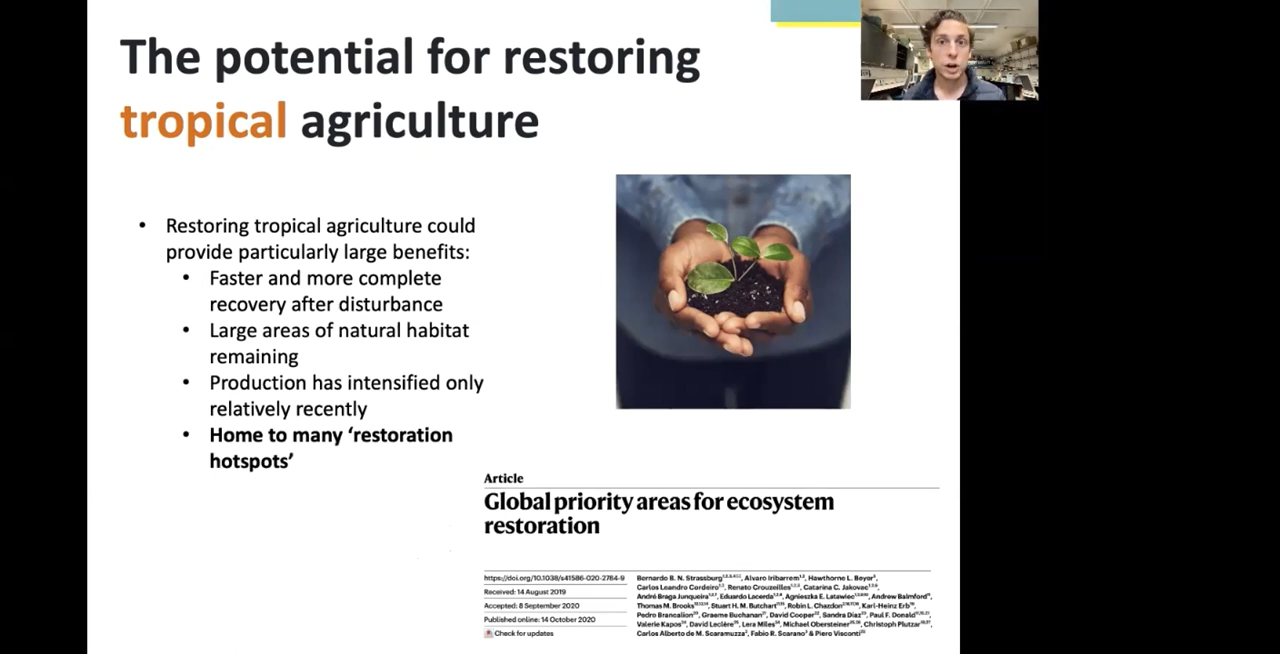 The potential for restoring
tropical agriculture
• Restoring tropical agriculture could
provide particularly large benefits:
• Faster and more complete
recovery after disturbance
• Large areas of natural habitat
remaining
• Production has intensified only
relatively recently
• Home to many ‘restoration
hotspots’
Article
Global priority areas for ecosystem
restoration
https://doi.org/10.1038/s41586-020-2784-9
Received: 14 August 2019
Accepted: 8 September 2020
Published online: 14 October 2020
Check for updates
Bernardo B. N. Strassburg, Alvaro Iribarrem, Hawthorne L. Beyer,
Carlos Leandro Cordeiro, Renato Crouzeilles, Catarina C. Jakovac,
André Braga Junqueira, Eduardo Lacerda, Agnieszka E. Latawiec, Andrew Balmford,
Thomas M. Brooks, Stuart H. M. Butchart, Robin L. Chazdon, Karl-Heinz Erb,
Pedro Brancalion, Graeme Buchanan, David Cooper, Sandra Díaz, Paul F. Donald,
Valerie Kapos, David Leclère, Lera Miles, Michael Obersteiner, Christoph Plutzar,
Carlos Alberto de M. Scaramuzza, Fabio R. Scarano & Piero Visconti